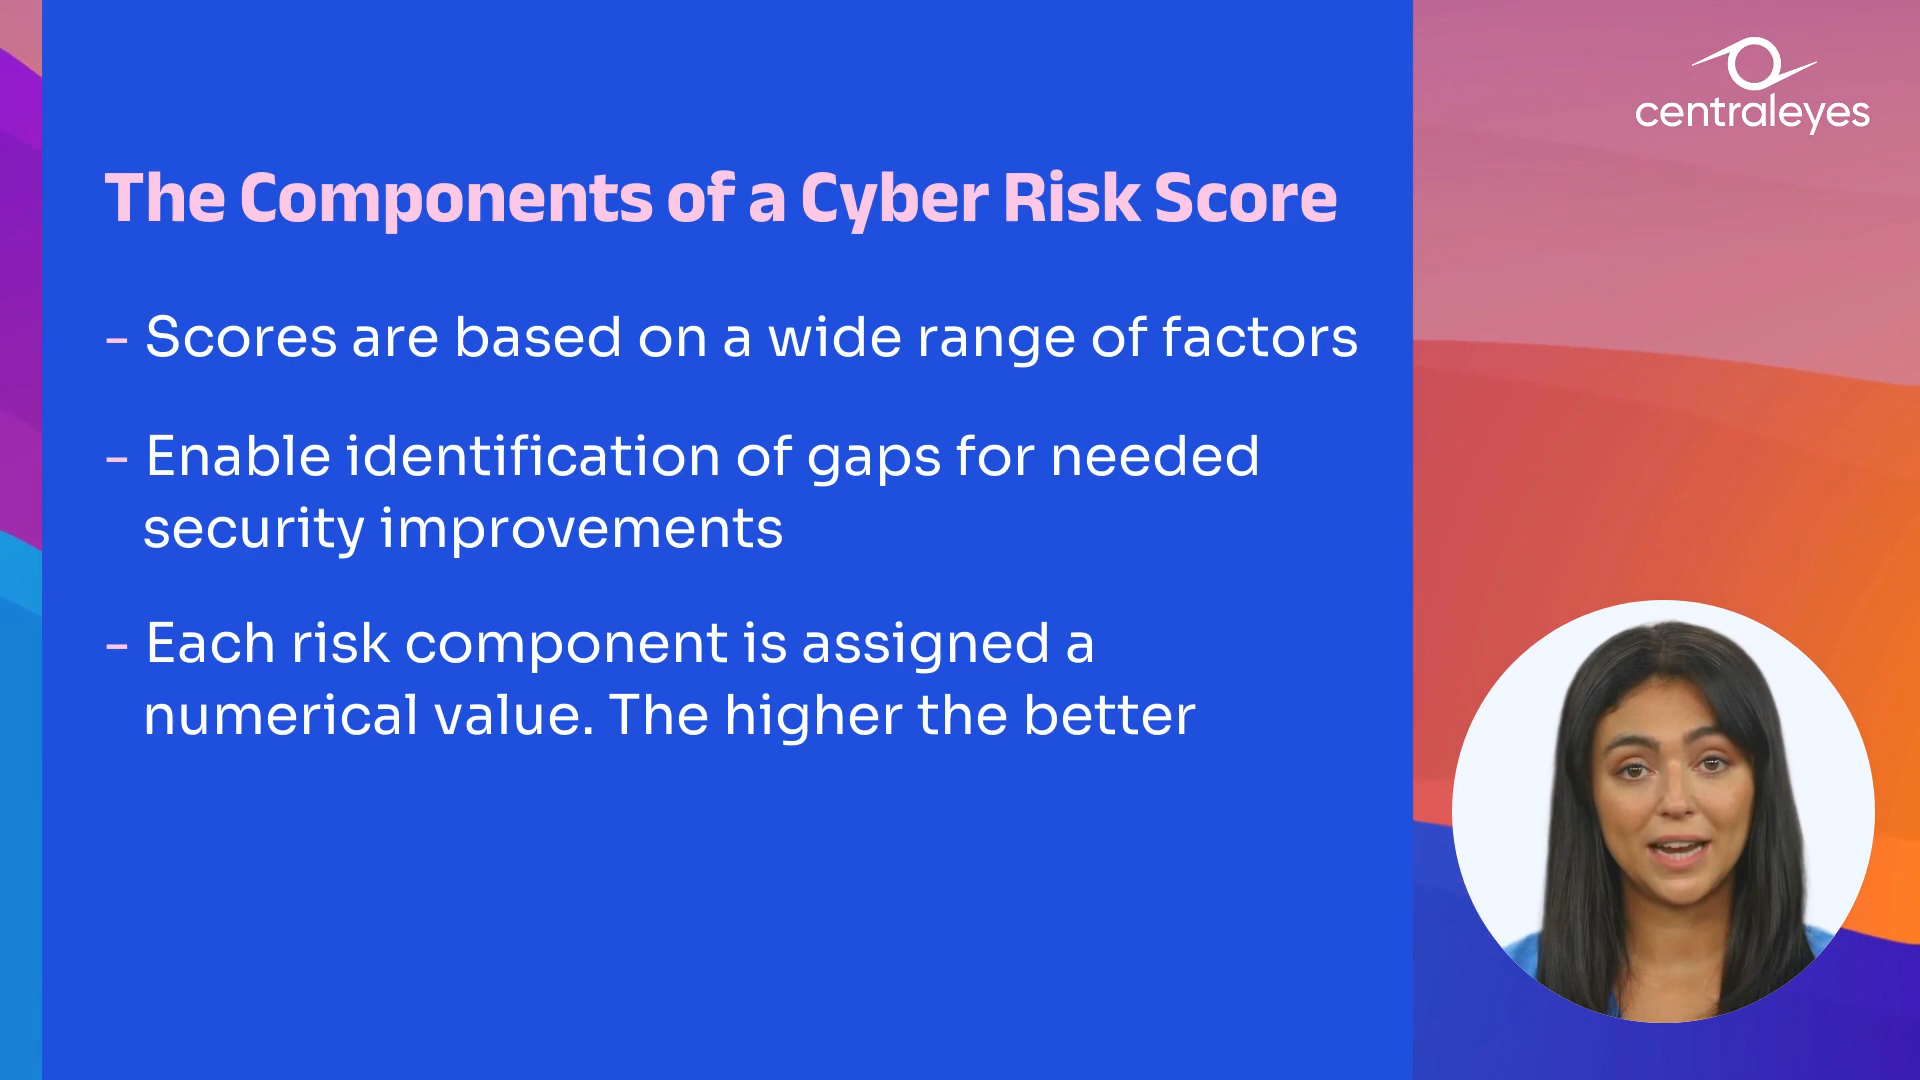 centraleyes
The Components of a Cyber Risk Score
- Scores are based on a wide range of factors
- Enable identification of gaps for needed
security improvements
- Each risk component is assigned a
numerical value. The higher the better